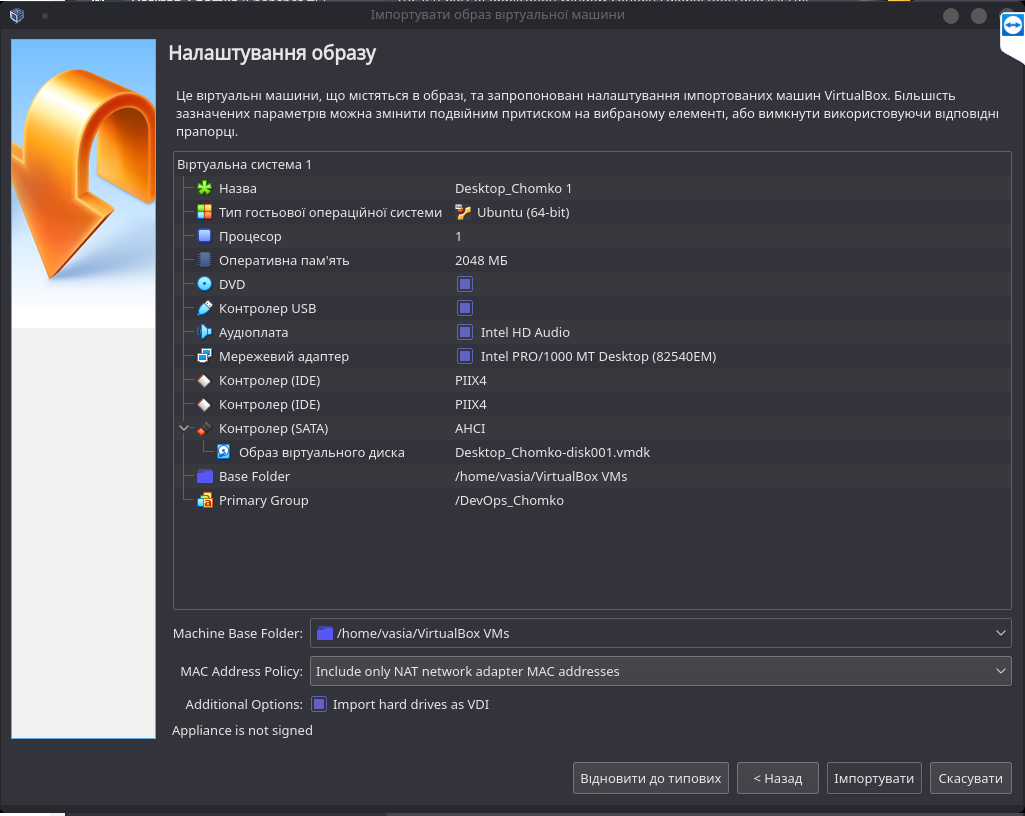 Імпортувати образ віртуальної машини
Налаштування образу
Це віртуальні машини, що містяться в образі, та запропоновані налаштування імпортованих машин VirtualBox. Більшість
зазначених параметрів можна змінити подвійним притиском на вибраному елементі, або вимкнути використовуючи відповідні
прапорці.
Віртуальна система 1
Назва Desktop_Chomko 1
Тип гостьової операційної системи Ubuntu (64-bit)
Процесор 1
Оперативна пам'ять 2048 МБ
DVD
Контролер USB
Аудіоплата Intel HD Audio
Мережевий адаптер Intel PRO/1000 MT Desktop (82540EM)
Контролер (IDE) PIIX4
Контролер (IDE) PIIX4
Контролер (SATA) AHCI
Образ віртуального диска Desktop_Chomko-disk001.vmdk
Base Folder /home/vasia/VirtualBox VMs
Primary Group /DevOps_Chomko
Machine Base Folder: /home/vasia/VirtualBox VMs
MAC Address Policy: Include only NAT network adapter MAC addresses
Additional Options: Import hard drives as VDI
Appliance is not signed
Відновити до типових < Назад Імпортувати Скасувати